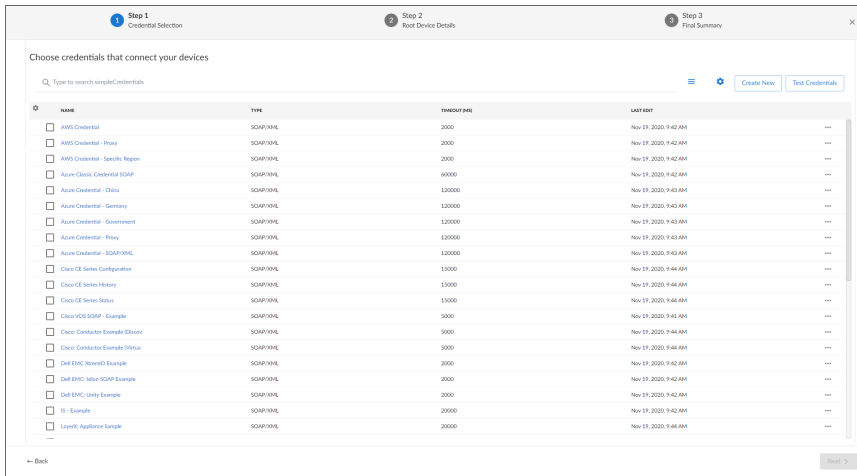 1 Step 1 Credential Selection
2 Step 2 Root Device Details
3 Step 3 Final Summary
Choose credentials that connect your devices
Type to search simpleCredentials
Create New Test Credentials
NAME TYPE TIMEOUT (MS) LAST EDIT
AWS Credential SOAP/XML 2000 Nov 19, 2020, 9:42 AM
AWS Credential - Proxy SOAP/XML 2000 Nov 19, 2020, 9:42 AM
AWS Credential - Specific Region SOAP/XML 2000 Nov 19, 2020, 9:42 AM
Azure Classic Credential SOAP SOAP/XML 60000 Nov 19, 2020, 9:42 AM
Azure Credential - China SOAP/XML 120000 Nov 19, 2020, 9:43 AM
Azure Credential - Germany SOAP/XML 120000 Nov 19, 2020, 9:43 AM
Azure Credential - Government SOAP/XML 120000 Nov 19, 2020, 9:43 AM
Azure Credential - Proxy SOAP/XML 120000 Nov 19, 2020, 9:43 AM
Azure Credential - SOAP/XML SOAP/XML 120000 Nov 19, 2020, 9:43 AM
Cisco CE Series Configuration SOAP/XML 15000 Nov 19, 2020, 9:44 AM
Cisco CE Series History SOAP/XML 15000 Nov 19, 2020, 9:44 AM
Cisco CE Series Status SOAP/XML 15000 Nov 19, 2020, 9:44 AM
Cisco VOS SOAP - Example SOAP/XML 5000 Nov 19, 2020, 9:41 AM
Cisco: Conductor Example (Discov SOAP/XML 5000 Nov 19, 2020, 9:44 AM
Cisco: Conductor Example (Virtua SOAP/XML 5000 Nov 19, 2020, 9:44 AM
Dell EMC XtremIO Example SOAP/XML 2000 Nov 19, 2020, 9:42 AM
Dell EMC: Isilon SOAP Example SOAP/XML 2000 Nov 19, 2020, 9:42 AM
Dell EMC: Unity Example SOAP/XML 2000 Nov 19, 2020, 9:42 AM
IS - Example SOAP/XML 20000 Nov 19, 2020, 9:42 AM
LayerX: Appliance Sample SOAP/XML 20000 Nov 19, 2020, 9:44 AM
← Back Next >